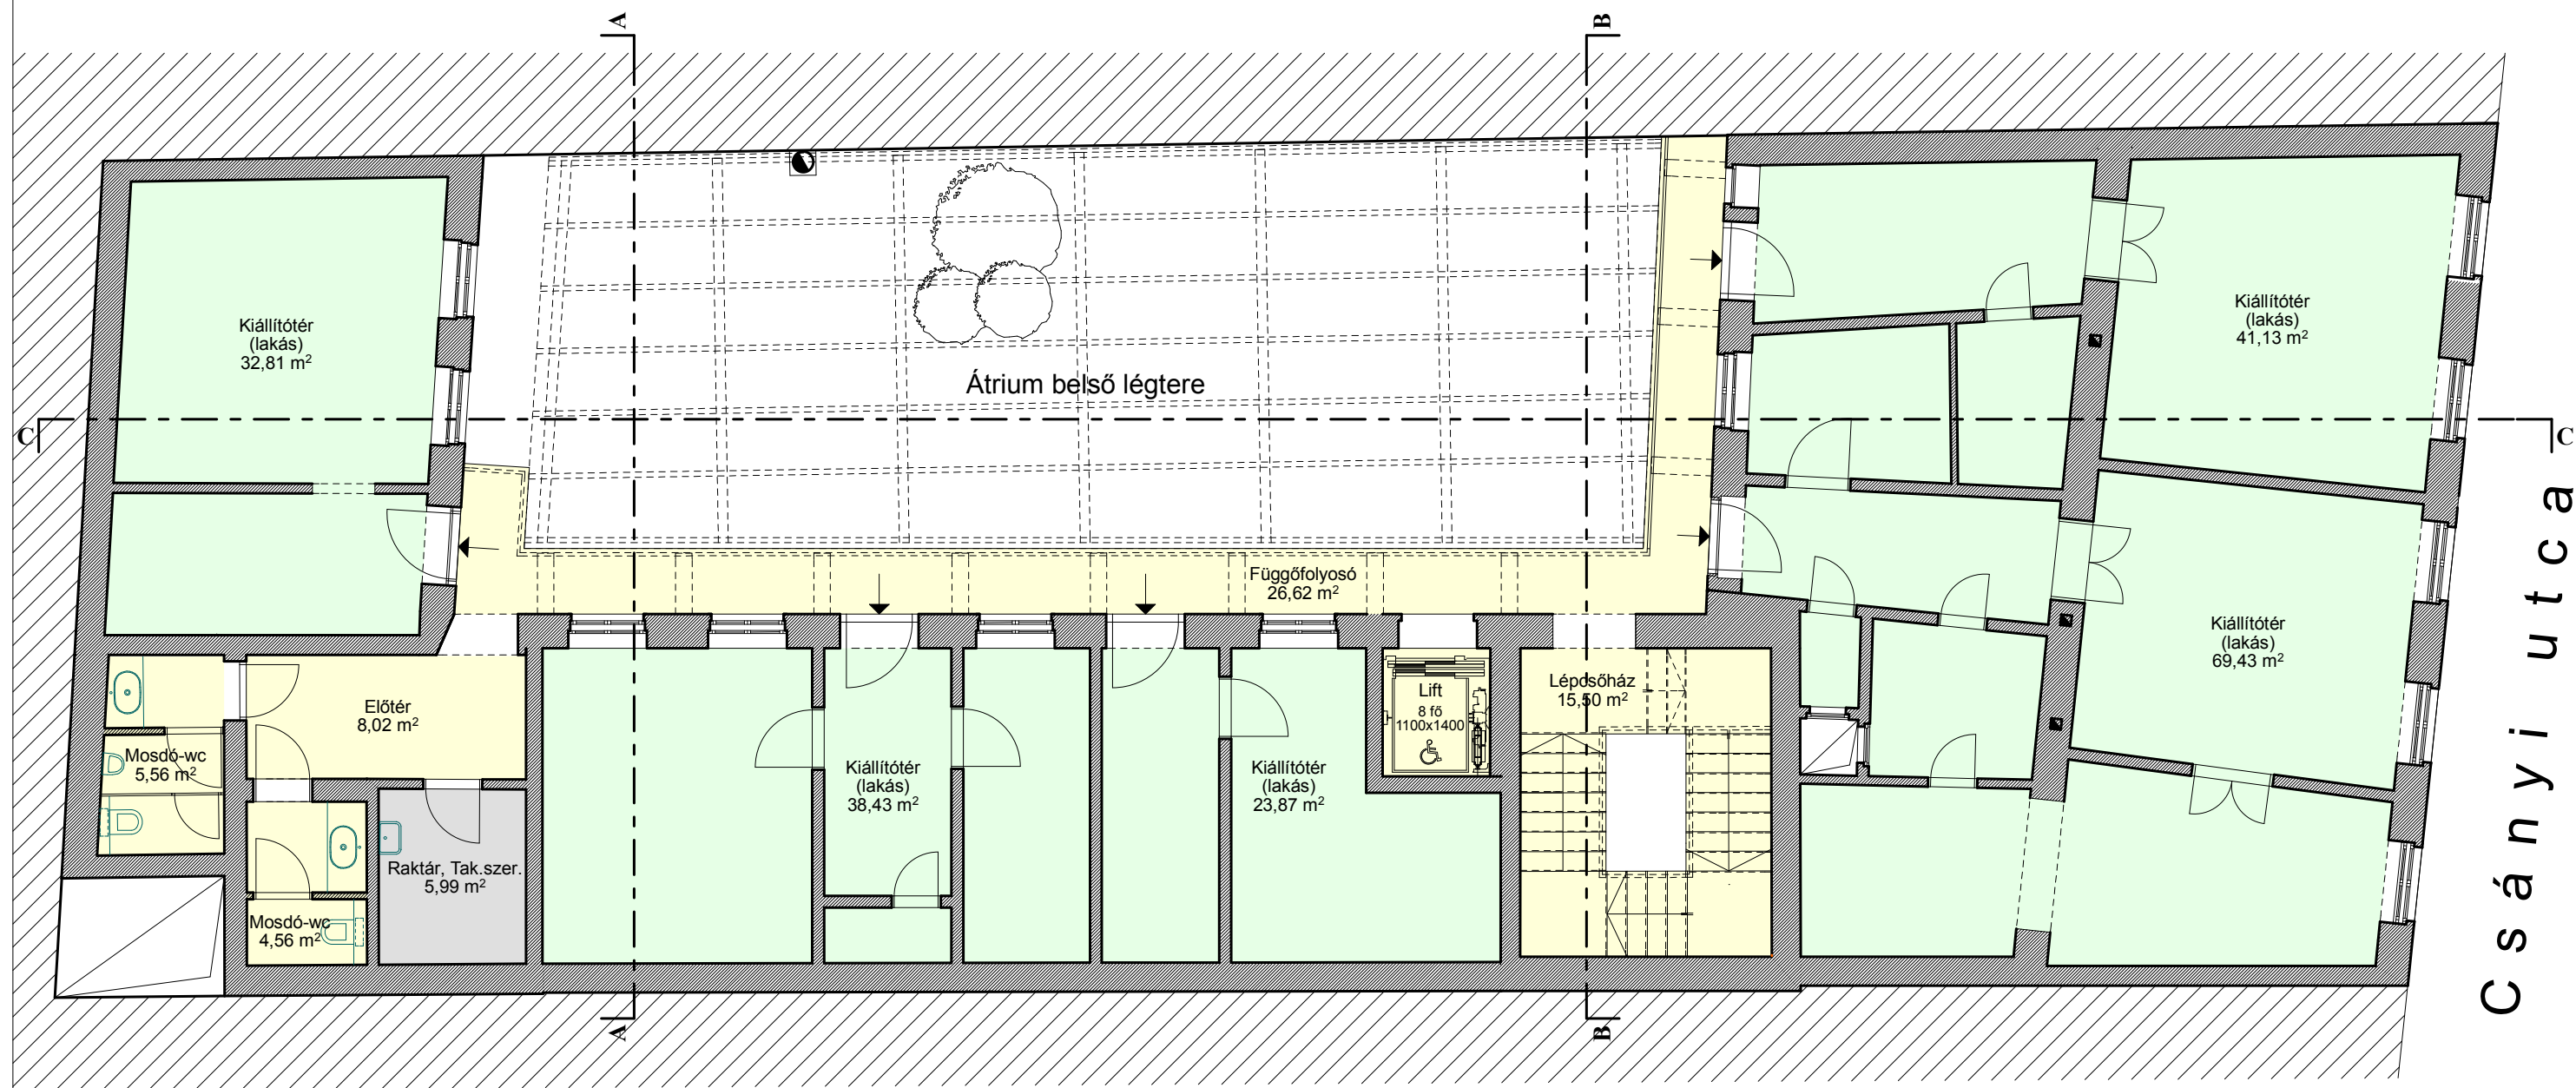 A
B
Kiállítótér
(lakás)
32,81 m²
Kiállítótér
(lakás)
41,13 m²
Átrium belső légtere
C
C
Függőfolyosó
26,62 m²
Kiállítótér
(lakás)
69,43 m²
Előtér
8,02 m²
Lift
8 fő
1100x1400
Lépcsőház
15,50 m²
Mosdó-wc
5,56 m²
Kiállítótér
(lakás)
38,43 m²
Kiállítótér
(lakás)
23,87 m²
Raktár, Tak.szer.
5,99 m²
Mosdó-wc
4,56 m²
Csányi utca
A
B